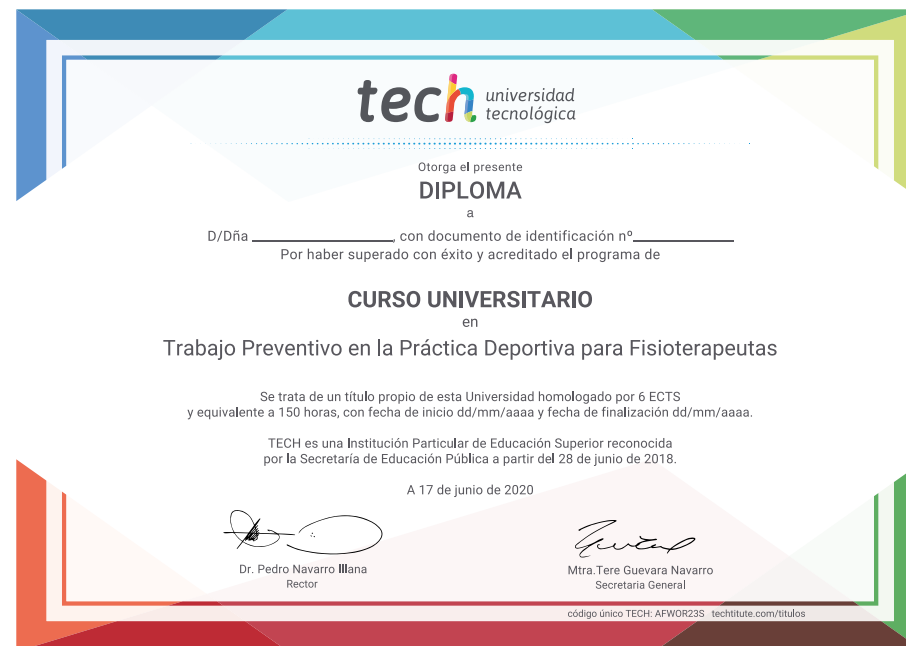 tech universidad
tecnológica
Otorga el presente
DIPLOMA
a
D/Dña ____________________, con documento de identificación nº______________
Por haber superado con éxito y acreditado el programa de
CURSO UNIVERSITARIO
en
Trabajo Preventivo en la Práctica Deportiva para Fisioterapeutas
Se trata de un título propio de esta Universidad homologado por 6 ECTS
y equivalente a 150 horas, con fecha de inicio dd/mm/aaaa y fecha de finalización dd/mm/aaaa.
TECH es una Institución Particular de Educación Superior reconocida
por la Secretaría de Educación Pública a partir del 28 de junio de 2018.
A 17 de junio de 2020
Dr. Pedro Navarro Illana
Rector
Mtra.Tere Guevara Navarro
Secretaria General
código único TECH: AFWOR23S techtitute.com/titulos